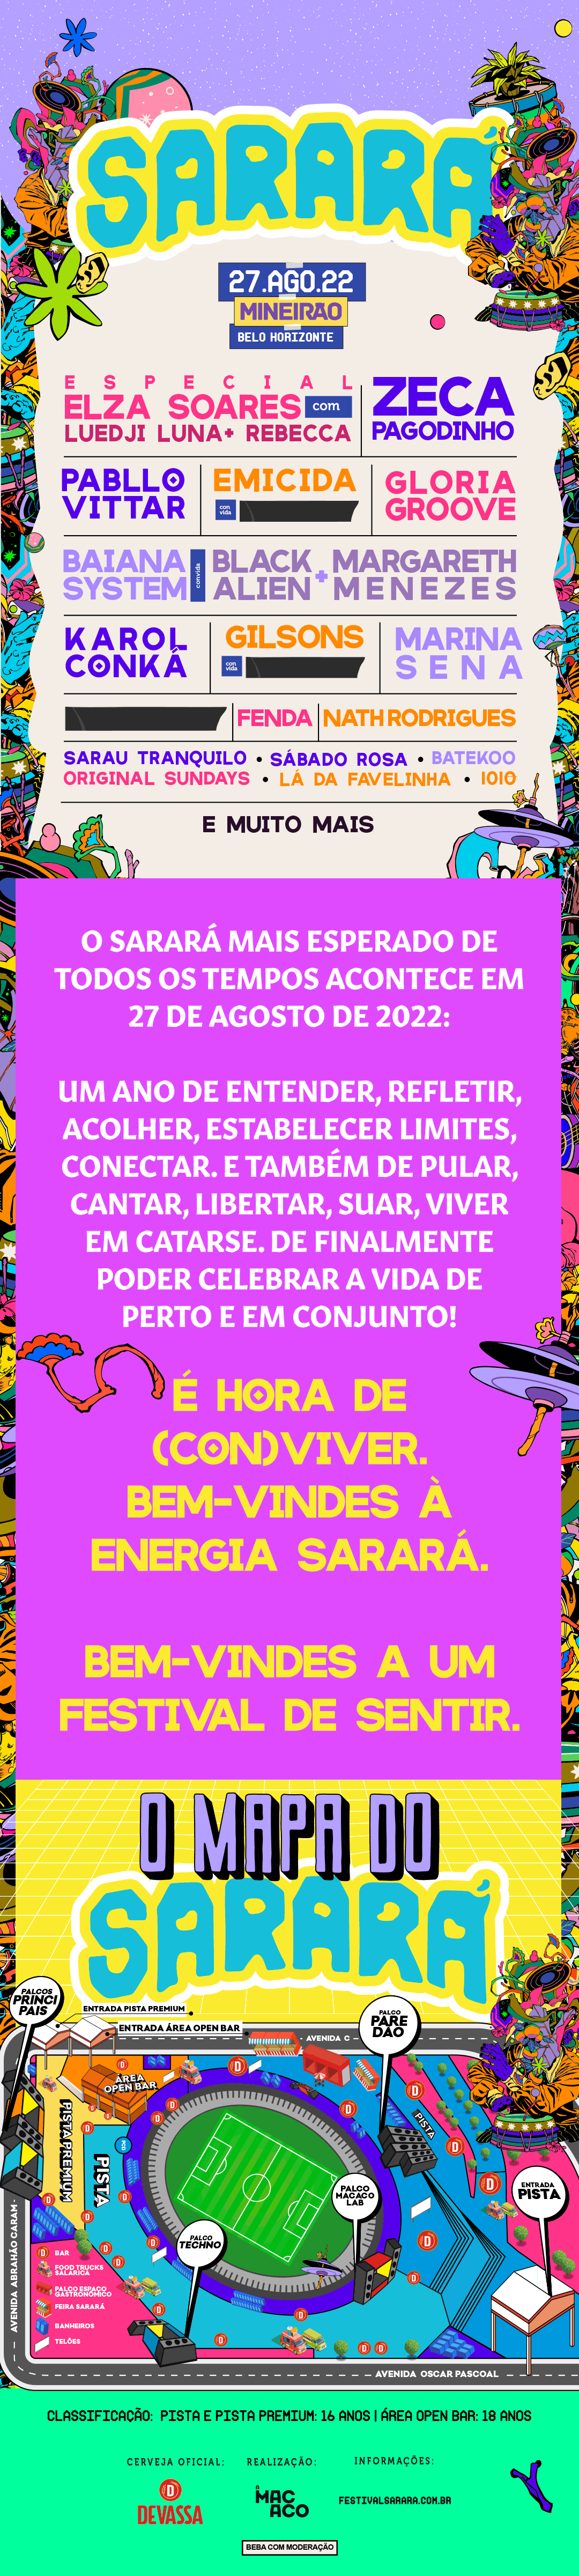 SARARÁ
27.AGO.22
MINEIRÃO
BELO HORIZONTE
ESPECIAL
ELZA SOARES com
LUEDJI LUNA + REBECCA
ZECA
PAGODINHO
PABLLO
VITTAR
EMICIDA
con
vida
GLORIA
GROOVE
BAIANA
SYSTEM
convida
BLACK
ALIEN
+
MARGARETH
MENEZES
KAROL
CONKÁ
GILSONS
con
vida
MARINA
SENA
FENDA
NATH RODRIGUES
SARAU TRANQUILO • SÁBADO ROSA • BATEKOO
ORIGINAL SUNDAYS • LÁ DA FAVELINHA • 1010
E MUITO MAIS
O SARARÁ MAIS ESPERADO DE
TODOS OS TEMPOS ACONTECE EM
27 DE AGOSTO DE 2022:
UM ANO DE ENTENDER, REFLETIR,
ACOLHER, ESTABELECER LIMITES,
CONECTAR. E TAMBÉM DE PULAR,
CANTAR, LIBERTAR, SUAR, VIVER
EM CATARSE. DE FINALMENTE
PODER CELEBRAR A VIDA DE
PERTO E EM CONJUNTO!
É HORA DE
(CON)VIVER.
BEM-VINDES À
ENERGIA SARARÁ.
BEM-VINDES A UM
FESTIVAL DE SENTIR.
O MAPA DO
SARARÁ
PALCOS
PRINCI
PAIS
ENTRADA PISTA PREMIUM
ENTRADA ÁREA OPEN BAR
AVENIDA C
PALCO
PARE
DÃO
ÁREA
OPEN BAR
PISTA PREMIUM
PISTA
PISTA
PALCO
MACACO
LAB
ENTRADA
PISTA
PALCO
TECHNO
AVENIDA ABRAHÃO CARAM
BAR
FOOD TRUCKS
SALÁRICA
PALCO ESPAÇO
GASTRONÔMICO
FEIRA SARARÁ
BANHEIROS
TELÕES
AVENIDA OSCAR PASCOAL
CLASSIFICAÇÃO: PISTA E PISTA PREMIUM: 16 ANOS | ÁREA OPEN BAR: 18 ANOS
CERVEJA OFICIAL:
REALIZAÇÃO:
INFORMAÇÕES:
D
DEVASSA
A
MAC
ACO
FESTIVALSARARA.COM.BR
BEBA COM MODERAÇÃO